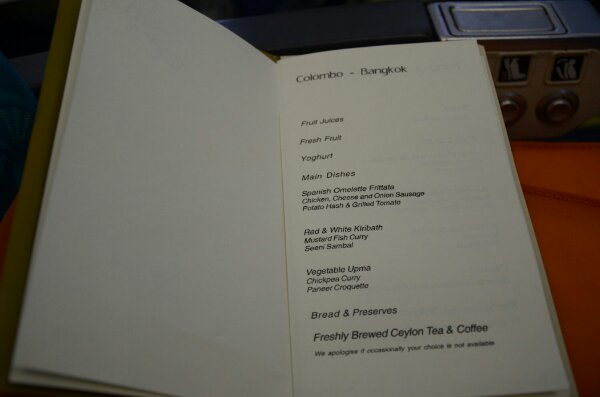 Colombo - Bangkok
Fruit Juices
Fresh Fruit
Yoghurt
Main Dishes
Spanish Omelette Frittata
Chicken, Cheese and Onion Sausage
Potato Hash & Grilled Tomato
Red & White Kiribath
Mustard Fish Curry
Seeni Sambal
Vegetable Upma
Chickpea Curry
Paneer Croquette
Bread & Preserves
Freshly Brewed Ceylon Tea & Coffee
We apologise if occasionally your choice is not available